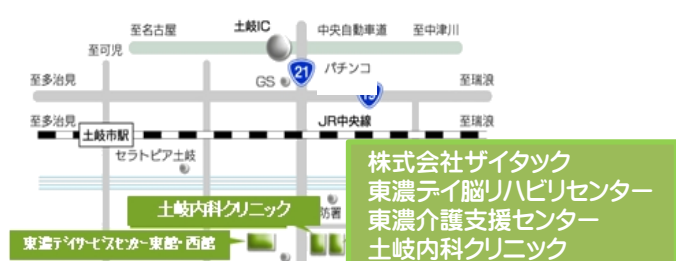 至名古屋 土岐IC 中央自動車道 至中津川
至可児
至多治見 GS 21 パチンコ 至瑞浪
19
至多治見 JR中央線 至瑞浪
土岐市駅
セラトピア土岐
株式会社ザイタック
東濃デイ脳リハビリセンター
土岐内科クリニック 防署 東濃介護支援センター
東濃デイサービスセンター東館・西館 土岐内科クリニック